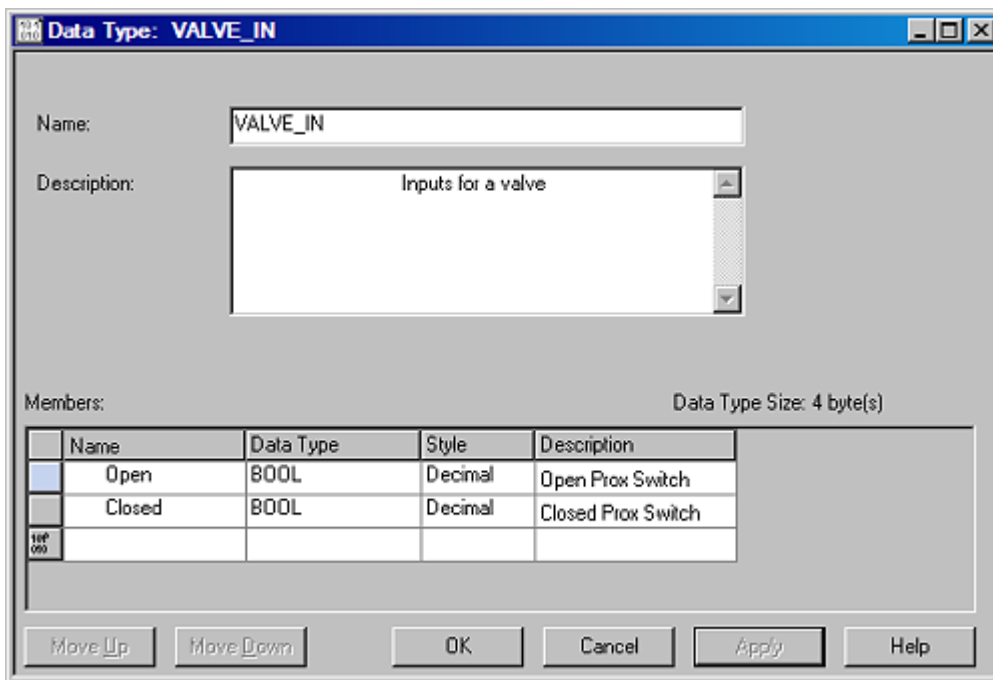 Data Type: VALVE_IN
Name: VALVE_IN
Description: Inputs for a valve
Members: Data Type Size: 4 byte(s)
Name Data Type Style Description
Open BOOL Decimal Open Prox Switch
Closed BOOL Decimal Closed Prox Switch
Move Up Move Down OK Cancel Apply Help